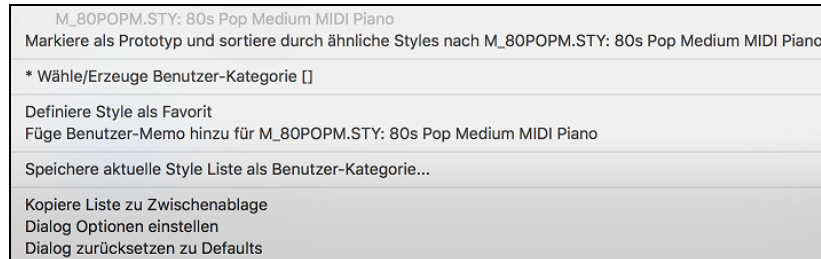 M_80POPM.STY: 80s Pop Medium MIDI Piano
Markiere als Prototyp und sortiere durch ähnliche Styles nach M_80POPM.STY: 80s Pop Medium MIDI Piano
* Wähle/Erzeuge Benutzer-Kategorie []
Definiere Style als Favorit
Füge Benutzer-Memo hinzu für M_80POPM.STY: 80s Pop Medium MIDI Piano
Speichere aktuelle Style Liste als Benutzer-Kategorie...
Kopiere Liste zu Zwischenablage
Dialog Optionen einstellen
Dialog zurücksetzen zu Defaults